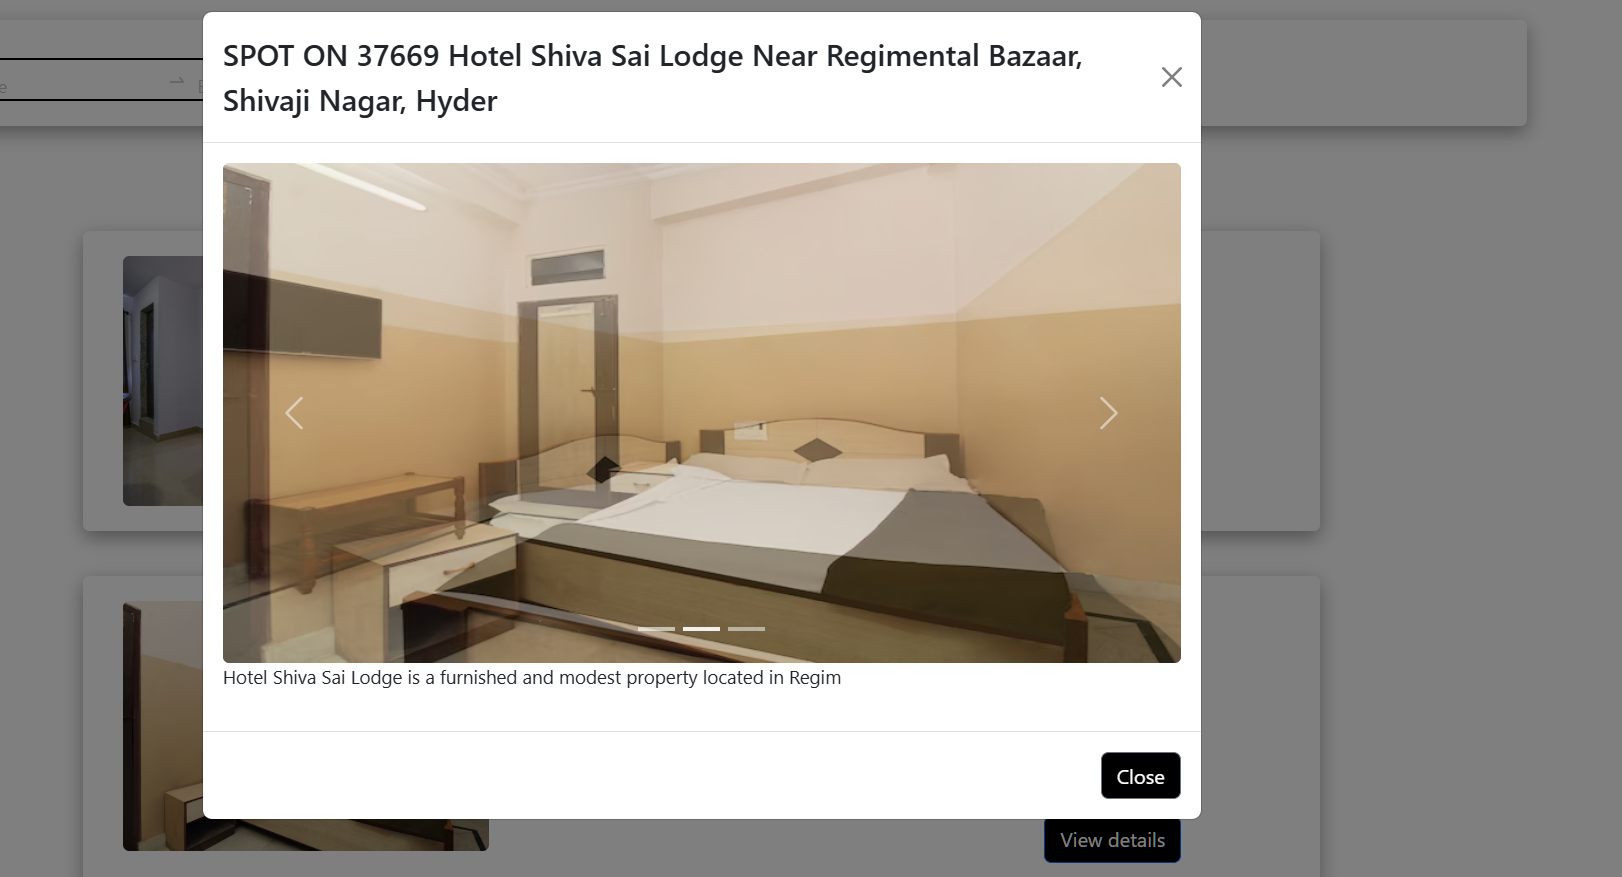 SPOT ON 37669 Hotel Shiva Sai Lodge Near Regimental Bazaar,
Shivaji Nagar, Hyder
Hotel Shiva Sai Lodge is a furnished and modest property located in Regim
Close
View details